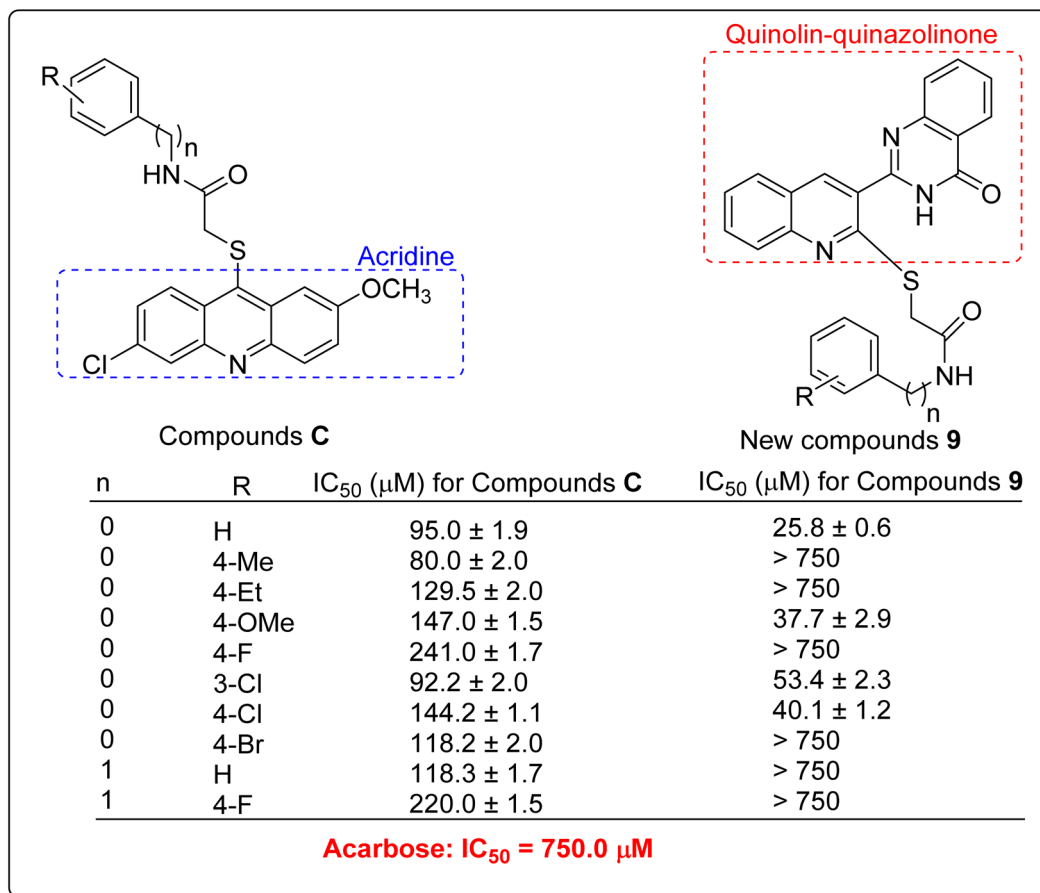 Quinolin-quinazolinone
R
( )n
HN
O
S
Acridine
OCH3
Cl
N
N
N
H
O
N
S
O
NH
R
( )n
Compounds C
New compounds 9
n R IC50 (μM) for Compounds C IC50 (μM) for Compounds 9
0 H 95.0 ± 1.9 25.8 ± 0.6
0 4-Me 80.0 ± 2.0 > 750
0 4-Et 129.5 ± 2.0 > 750
0 4-OMe 147.0 ± 1.5 37.7 ± 2.9
0 4-F 241.0 ± 1.7 > 750
0 3-Cl 92.2 ± 2.0 53.4 ± 2.3
0 4-Cl 144.2 ± 1.1 40.1 ± 1.2
0 4-Br 118.2 ± 2.0 > 750
1 H 118.3 ± 1.7 > 750
1 4-F 220.0 ± 1.5 > 750
Acarbose: IC50 = 750.0 μM